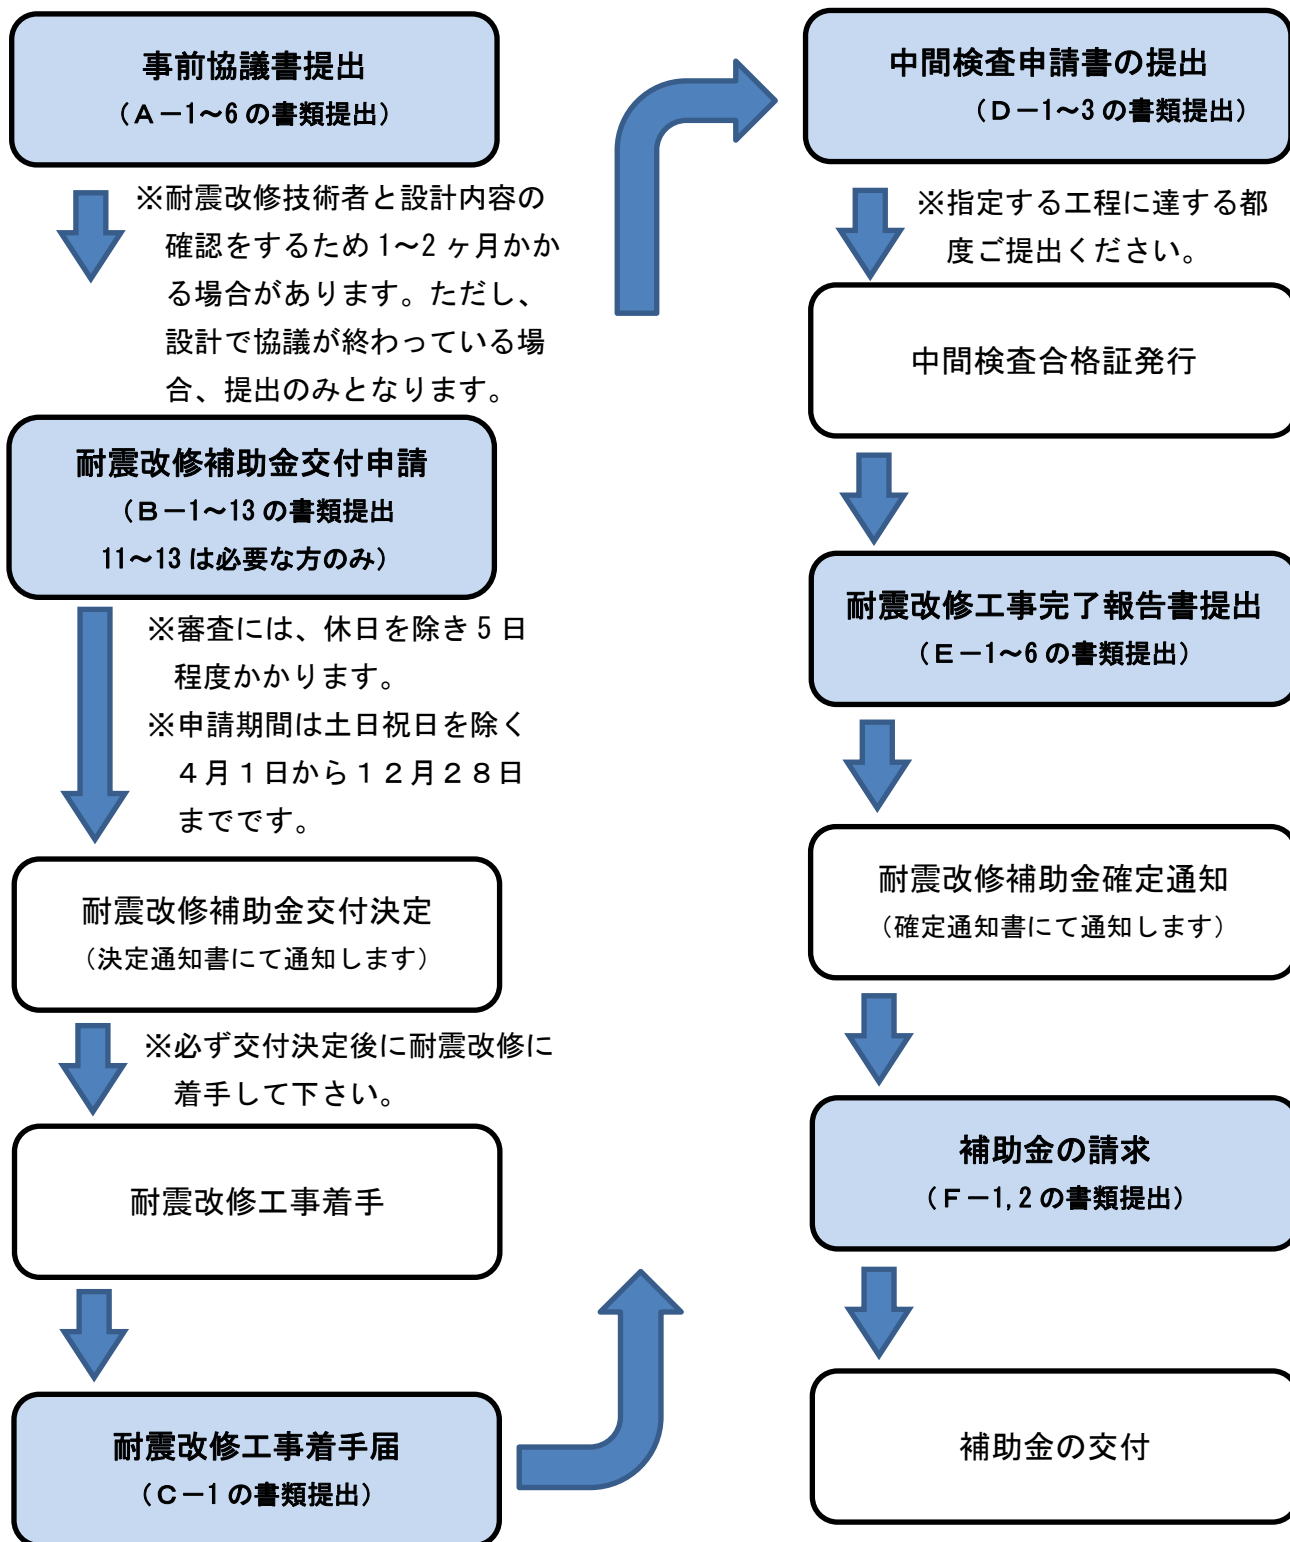 事前協議書提出
（Ａ－1～6 の書類提出）
※耐震改修技術者と設計内容の
確認をするため 1～2 ヶ月かか
る場合があります。ただし、
設計で協議が終わっている場
合、提出のみとなります。
耐震改修補助金交付申請
（Ｂ－1～13 の書類提出
11～13 は必要な方のみ）
※審査には、休日を除き 5 日
程度かかります。
※申請期間は土日祝日を除く
４月１日から１２月２８日
までです。
耐震改修補助金交付決定
（決定通知書にて通知します）
※必ず交付決定後に耐震改修に
着手して下さい。
耐震改修工事着手
耐震改修工事着手届
（Ｃ－1 の書類提出）
中間検査申請書の提出
（Ｄ－1～3 の書類提出）
※指定する工程に達する都
度ご提出ください。
中間検査合格証発行
耐震改修工事完了報告書提出
（Ｅ－1～6 の書類提出）
耐震改修補助金確定通知
（確定通知書にて通知します）
補助金の請求
（Ｆ－1,2 の書類提出）
補助金の交付